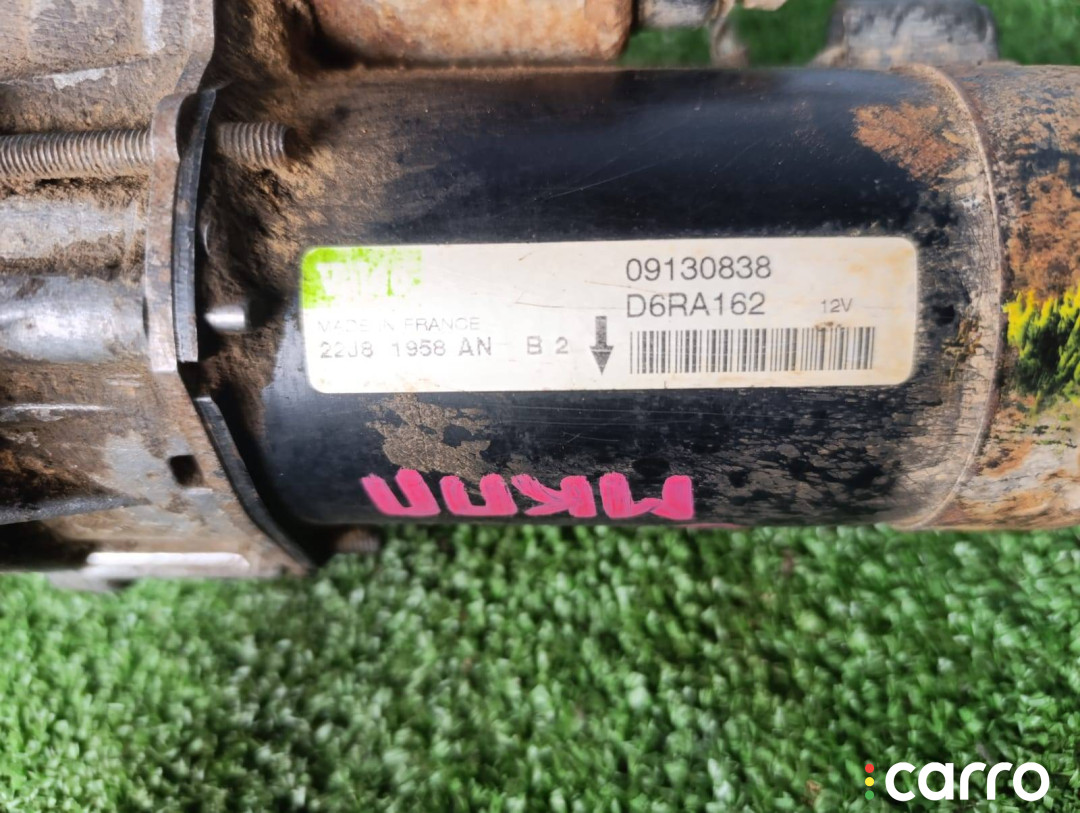 09130838
D6RA162 12V
MADE IN FRANCE
22J8 1958 AN B 2
МКПП
carro